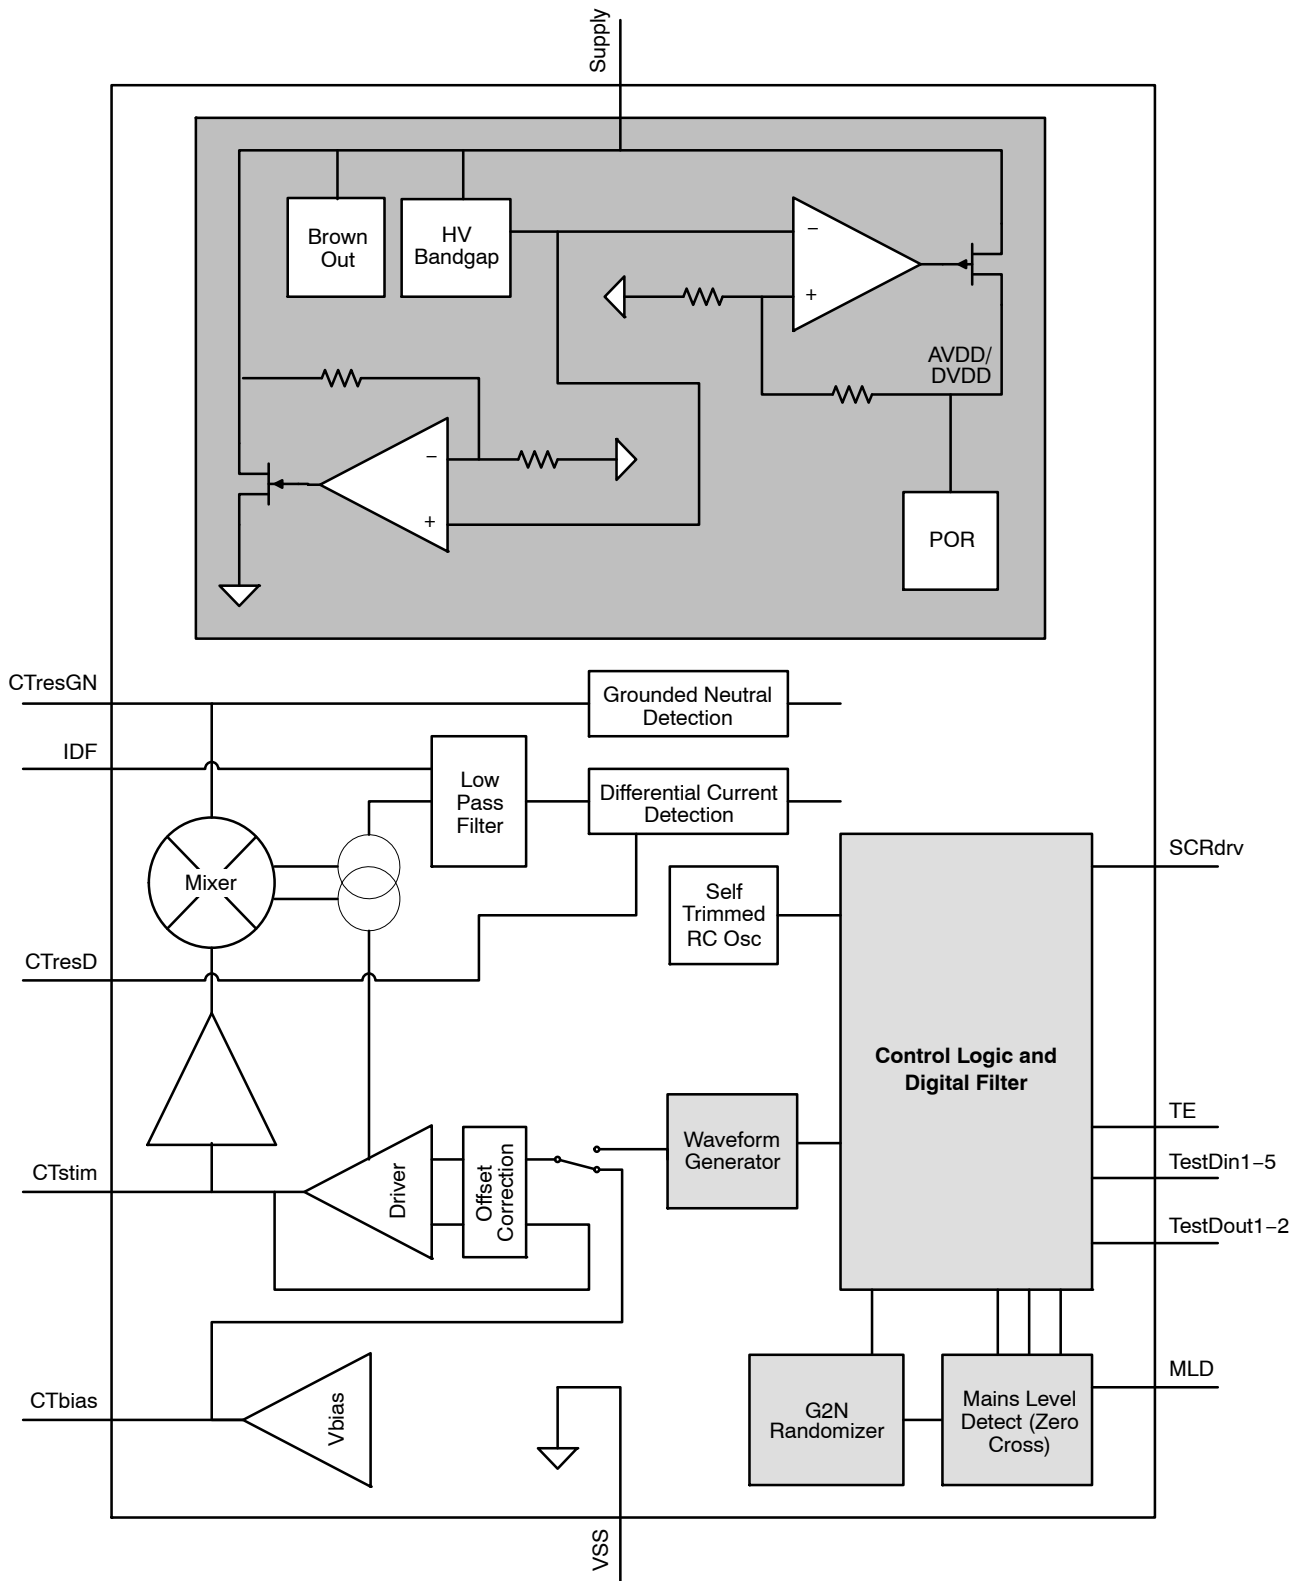 Supply
Brown
Out
HV
Bandgap
−
+
AVDD/
DVDD
−
+
POR
CTresGN
Grounded Neutral
Detection
IDF
Low
Pass
Filter
Differential Current
Detection
Mixer
SCRdrv
Self
Trimmed
RC Osc
CTresD
Control Logic and
Digital Filter
TE
Waveform
Generator
TestDin1−5
CTstim
Driver
Offset
Correction
TestDout1−2
MLD
CTbias
Vbias
G2N
Randomizer
Mains Level
Detect (Zero
Cross)
VSS